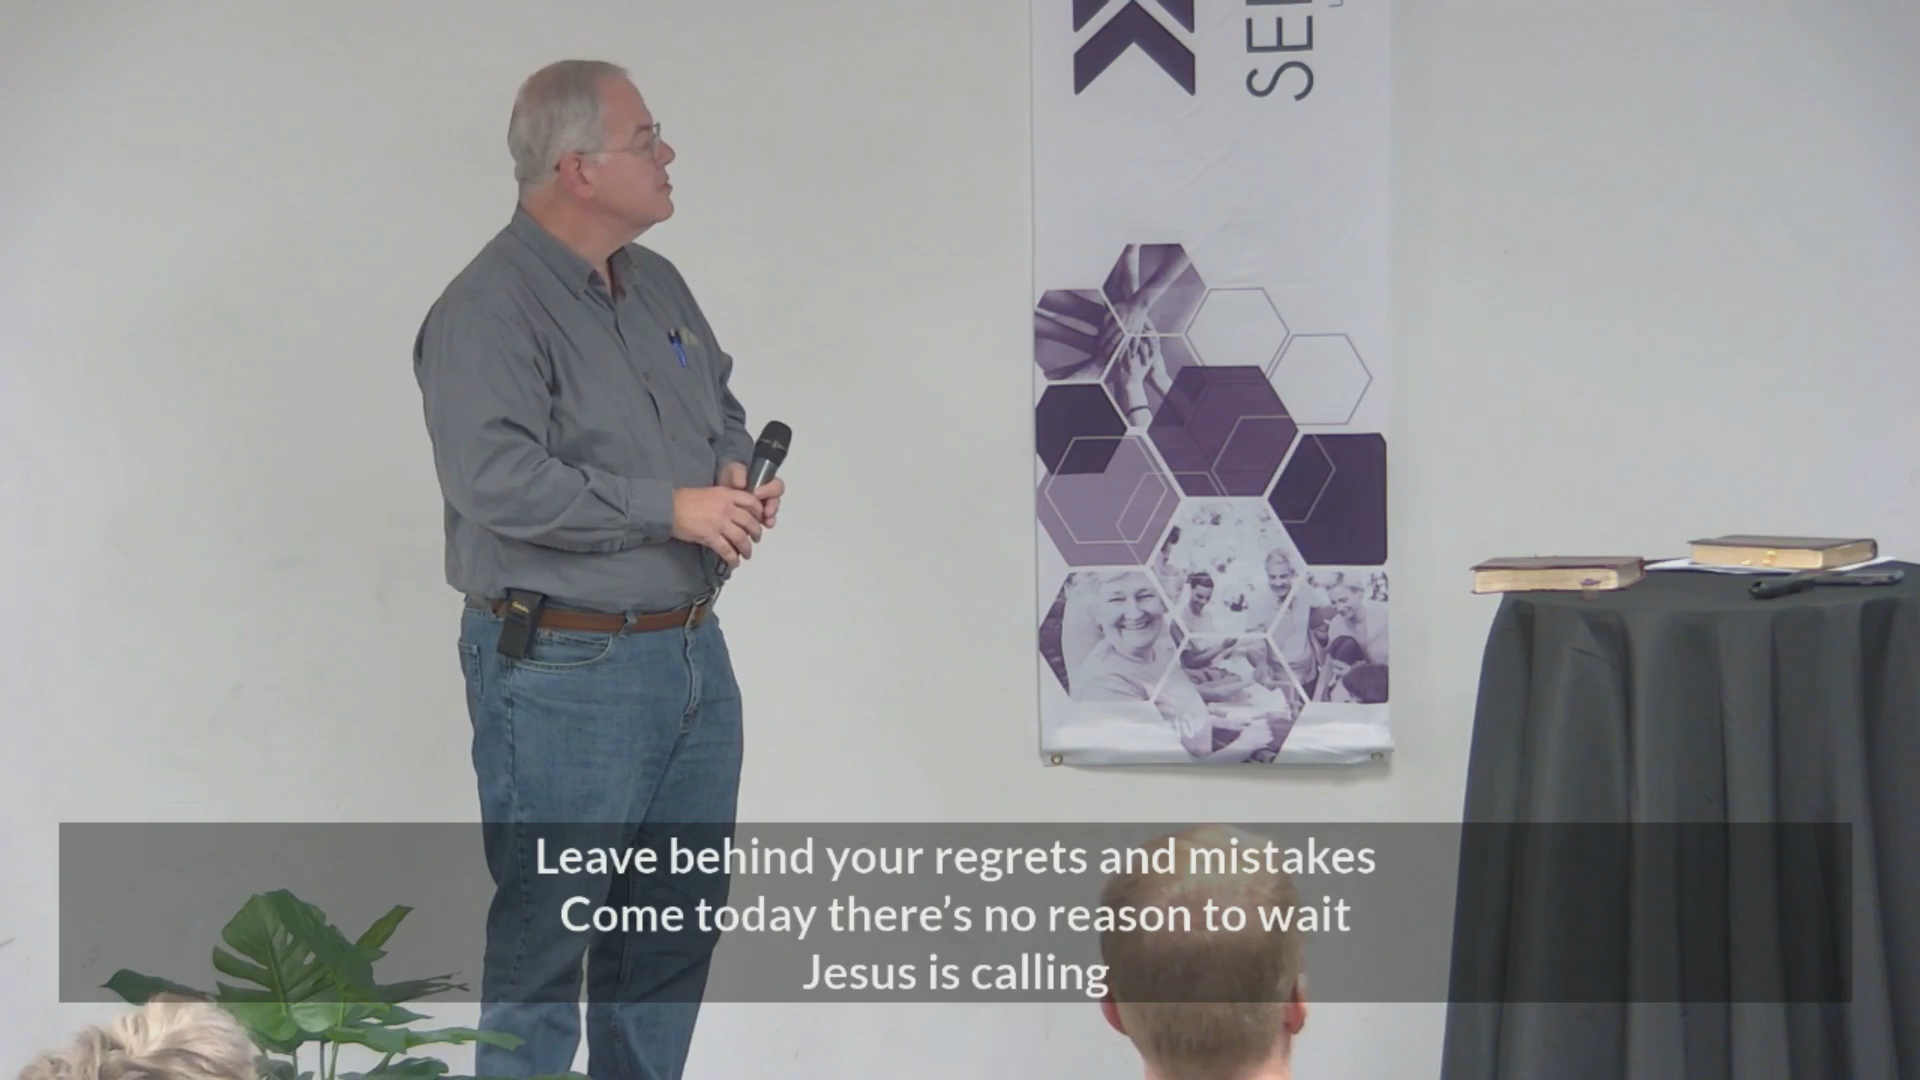 Leave behind your regrets and mistakes
Come today there's no reason to wait
Jesus is calling